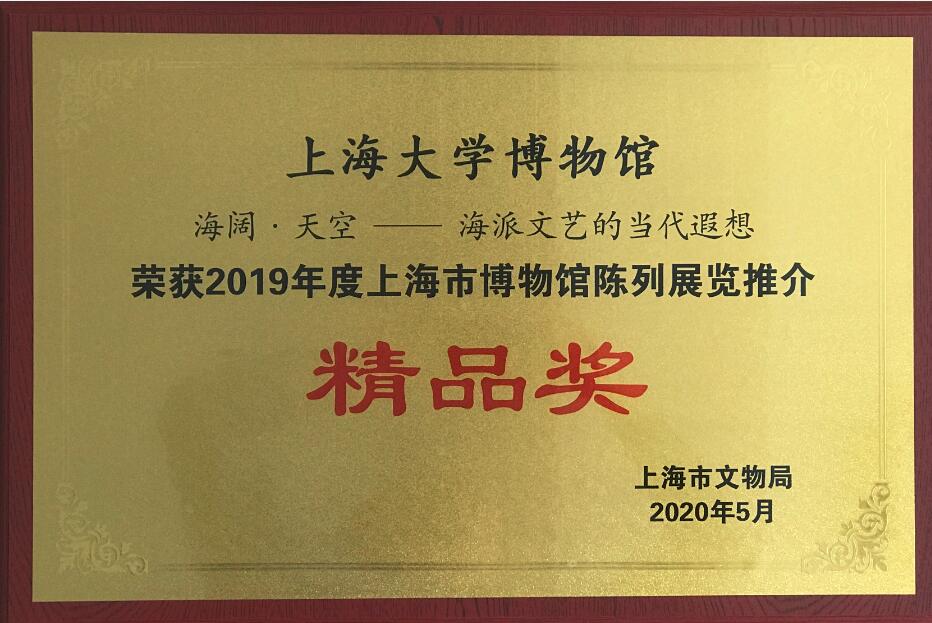 上海大学博物馆
海阔·天空 —— 海派文艺的当代遐想
荣获2019年度上海市博物馆陈列展览推介
精品奖
上海市文物局
2020年5月